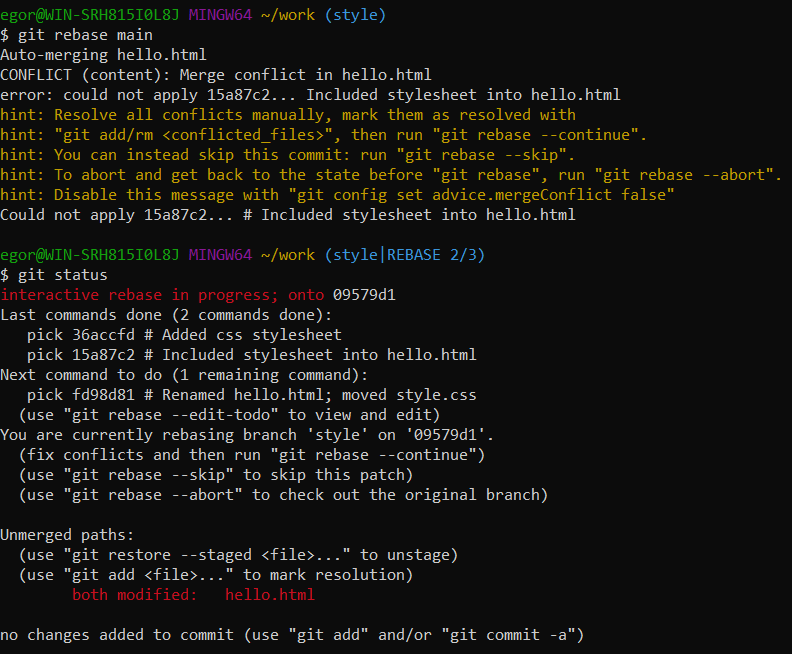 egor@WIN-SRH815I0L8J MINGW64 ~/work (style)
$ git rebase main
Auto-merging hello.html
CONFLICT (content): Merge conflict in hello.html
error: could not apply 15a87c2... Included stylesheet into hello.html
hint: Resolve all conflicts manually, mark them as resolved with
hint: "git add/rm <conflicted_files>", then run "git rebase --continue".
hint: You can instead skip this commit: run "git rebase --skip".
hint: To abort and get back to the state before "git rebase", run "git rebase --abort".
hint: Disable this message with "git config set advice.mergeConflict false"
Could not apply 15a87c2... # Included stylesheet into hello.html

egor@WIN-SRH815I0L8J MINGW64 ~/work (style|REBASE 2/3)
$ git status
interactive rebase in progress; onto 09579d1
Last commands done (2 commands done):
   pick 36accfd # Added css stylesheet
   pick 15a87c2 # Included stylesheet into hello.html
Next command to do (1 remaining command):
   pick fd98d81 # Renamed hello.html; moved style.css
  (use "git rebase --edit-todo" to view and edit)
You are currently rebasing branch 'style' on '09579d1'.
  (fix conflicts and then run "git rebase --continue")
  (use "git rebase --skip" to skip this patch)
  (use "git rebase --abort" to check out the original branch)

Unmerged paths:
  (use "git restore --staged <file>..." to unstage)
  (use "git add <file>..." to mark resolution)
        both modified:   hello.html

no changes added to commit (use "git add" and/or "git commit -a")